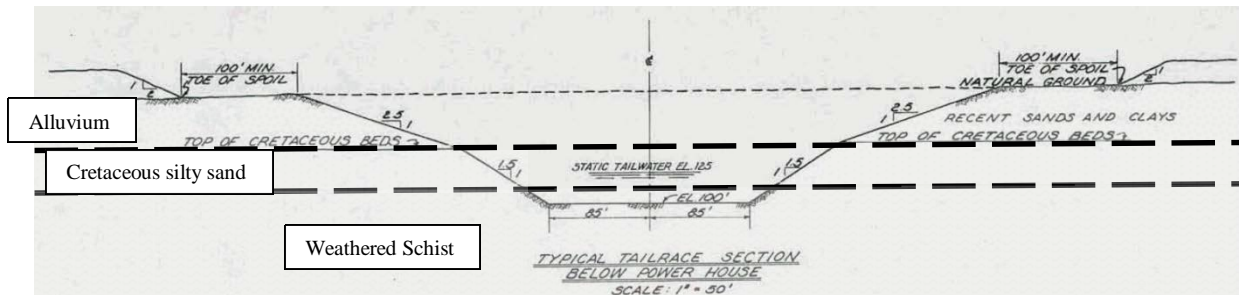 100' MIN.
TOE OF SPOIL
1
2
℄
100' MIN.
TOE OF SPOIL
NATURAL GROUND
1
2
Alluvium
2.5
1
TOP OF CRETACEOUS BEDS
2.5
1
RECENT SANDS AND CLAYS
TOP OF CRETACEOUS BEDS
Cretaceous silty sand
1.5
1
STATIC TAILWATER EL. 125
1.5
1
EL. 100'
85'
85'
Weathered Schist
TYPICAL TAILRACE SECTION
BELOW POWER HOUSE
SCALE: 1" = 50'